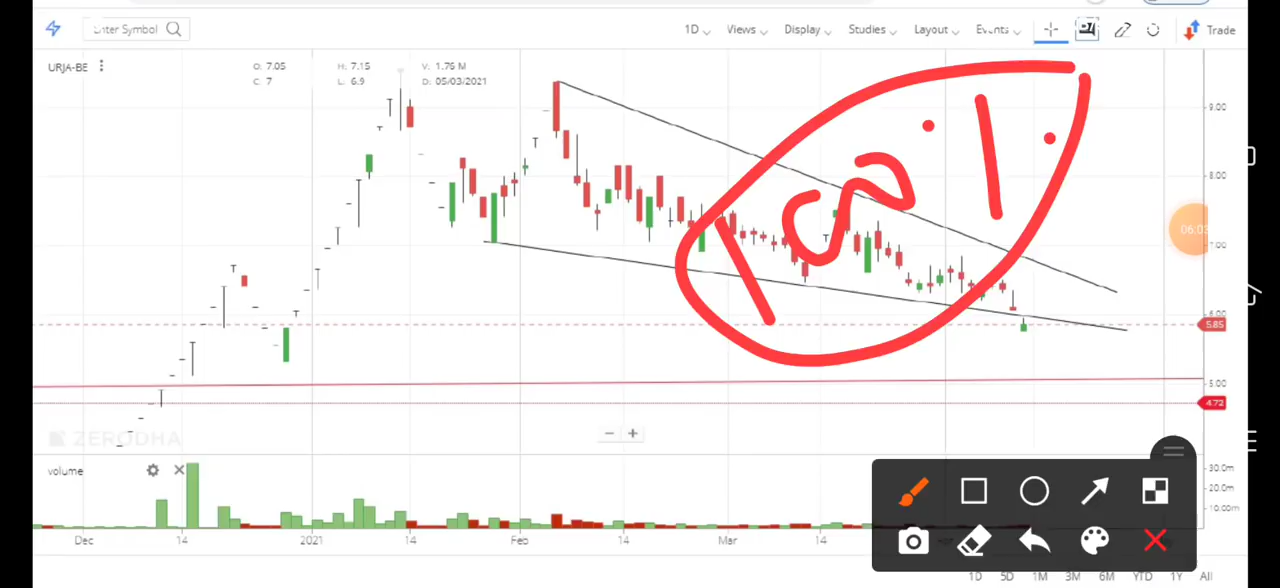 Enter Symbol 1D Views Display Studies Layout Events Trade
URJA-BE O: 7.05 H: 7.15 V: 1.76 M
C: 7 L: 6.9 D: 05/03/2021
9.00
8.00
06:03
7.00
6.00
5.85
5.00
4.72
ZERODHA
volume
30.0m
20.0m
10.00m
Dec 14 2021 14 Feb 14 Mar 14
1D 5D 1M 3M 6M YTD 1Y All